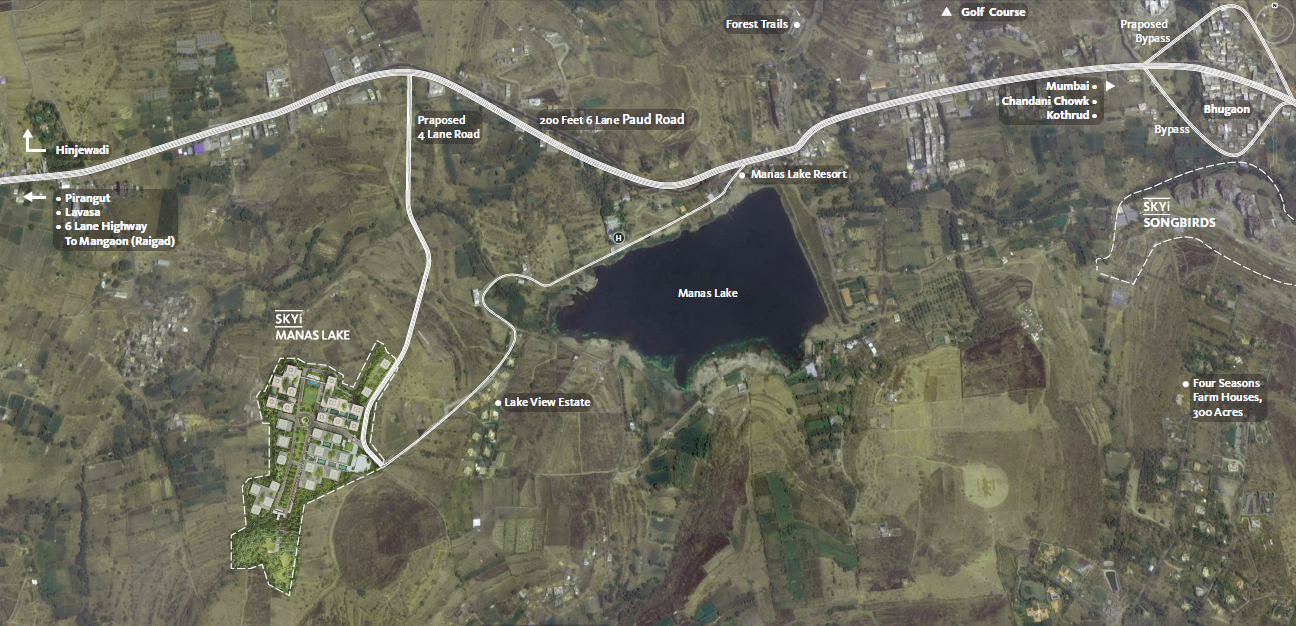 Forest Trails
Golf Course
Praposed
Bypass
N
Mumbai
Chandani Chowk
Kothrud
Bhugaon
Bypass
Praposed
4 Lane Road
200 Feet 6 Lane Paud Road
Hinjewadi
Manas Lake Resort
Pirangut
Lavasa
6 Lane Highway
To Mangaon (Raigad)
SKYi
SONGBIRDS
H
Manas Lake
SKYi
MANAS LAKE
Lake View Estate
Four Seasons
Farm Houses,
300 Acres